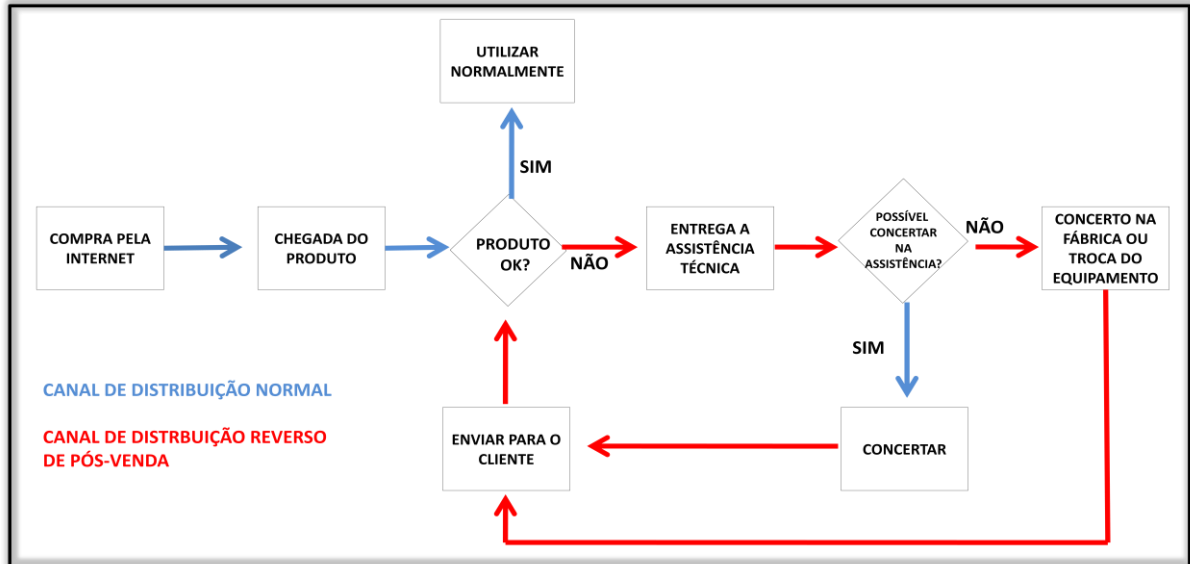 UTILIZAR
NORMALMENTE
SIM
COMPRA PELA
INTERNET
CHEGADA DO
PRODUTO
PRODUTO
OK?
NÃO
ENTREGA A
ASSISTÊNCIA
TÉCNICA
POSSÍVEL
CONCERTAR
NA
ASSISTÊNCIA?
NÃO
CONCERTO NA
FÁBRICA OU
TROCA DO
EQUIPAMENTO
SIM
CANAL DE DISTRIBUIÇÃO NORMAL
CANAL DE DISTRBUIÇÃO REVERSO
DE PÓS-VENDA
ENVIAR PARA O
CLIENTE
CONCERTAR